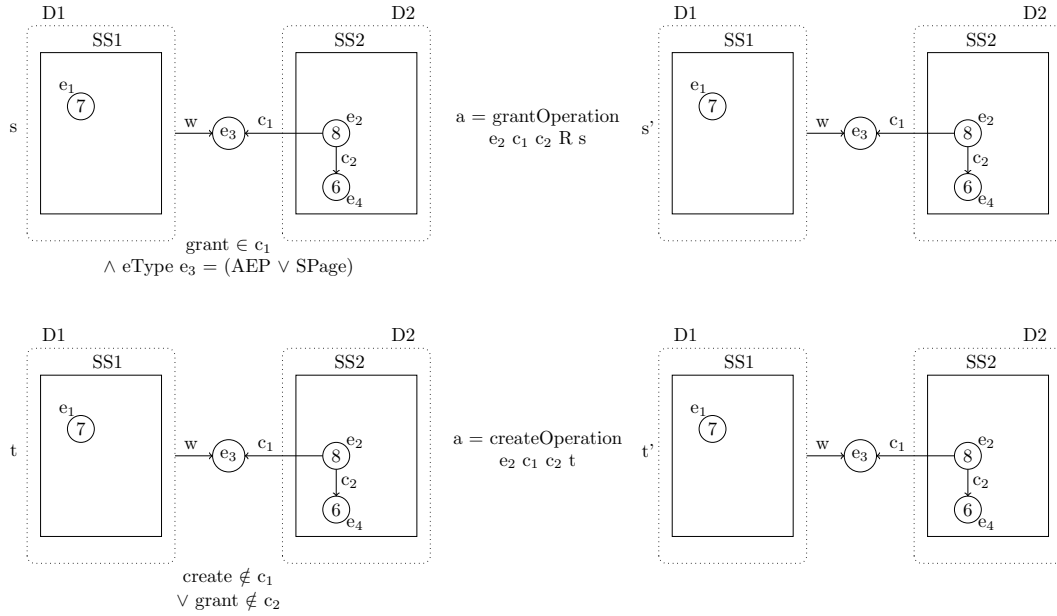 D1
D2
D1
D2
SS1
SS2
SS1
SS2
e1
7
s
w
e3
c1
8
e2
c2
6
e4
a = grantOperation
e2 c1 c2 R s
s'
e1
7
w
e3
c1
8
e2
c2
6
e4
grant ∈ c1
∧ eType e3 = (AEP ∨ SPage)
D1
D2
D1
D2
SS1
SS2
SS1
SS2
e1
7
t
w
e3
c1
8
e2
c2
6
e4
a = createOperation
e2 c1 c2 t
t'
e1
7
w
e3
c1
8
e2
c2
6
e4
create ∉ c1
∨ grant ∉ c2